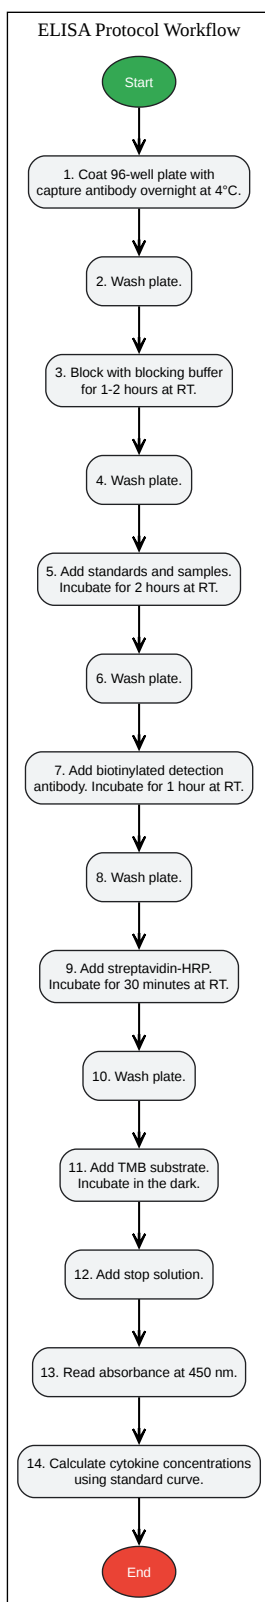 ELISA Protocol Workflow
Start
1. Coat 96-well plate with
capture antibody overnight at 4°C.
2. Wash plate.
3. Block with blocking buffer
for 1-2 hours at RT.
4. Wash plate.
5. Add standards and samples.
Incubate for 2 hours at RT.
6. Wash plate.
7. Add biotinylated detection
antibody. Incubate for 1 hour at RT.
8. Wash plate.
9. Add streptavidin-HRP.
Incubate for 30 minutes at RT.
10. Wash plate.
11. Add TMB substrate.
Incubate in the dark.
12. Add stop solution.
13. Read absorbance at 450 nm.
14. Calculate cytokine concentrations
using standard curve.
End